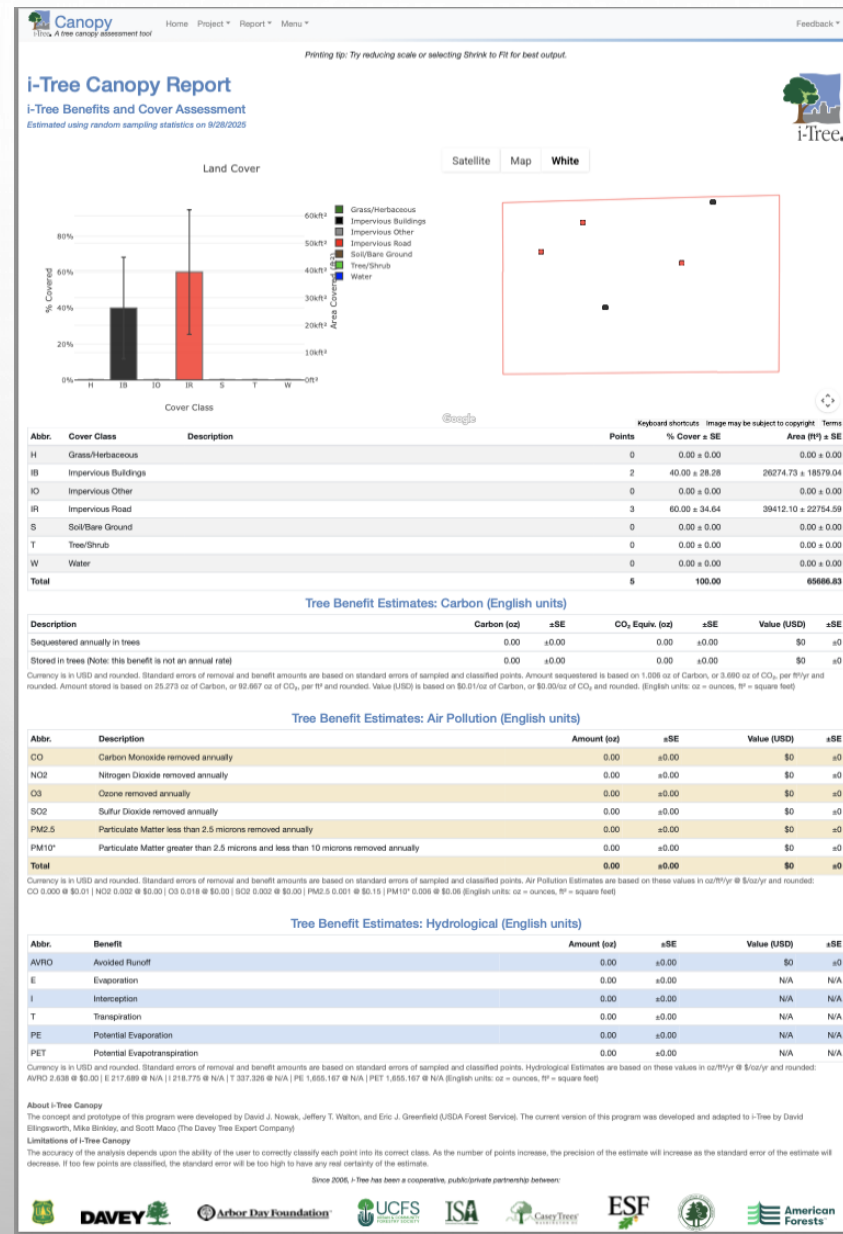 Canopy
i-Tree. A tree canopy assessment tool
Home Project Report Menu Feedback
Printing tip: Try reducing scale or selecting Shrink to Fit for best output.
i-Tree Canopy Report
i-Tree Benefits and Cover Assessment
Estimated using random sampling statistics on 9/28/2025
i-Tree.
Satellite Map White
Land Cover
% Covered
80%
60%
40%
20%
0%
60kft²
50kft²
40kft²
30kft²
20kft²
10kft²
0ft²
Area Covered (ft²)
H IB IO IR S T W
Cover Class
Grass/Herbaceous
Impervious Buildings
Impervious Other
Impervious Road
Soil/Bare Ground
Tree/Shrub
Water
Google
Keyboard shortcuts Image may be subject to copyright Terms
Abbr. Cover Class Description Points % Cover ± SE Area (ft²) ± SE
H Grass/Herbaceous 0 0.00 ± 0.00 0.00 ± 0.00
IB Impervious Buildings 2 40.00 ± 28.28 26274.73 ± 18579.04
IO Impervious Other 0 0.00 ± 0.00 0.00 ± 0.00
IR Impervious Road 3 60.00 ± 34.64 39412.10 ± 22754.59
S Soil/Bare Ground 0 0.00 ± 0.00 0.00 ± 0.00
T Tree/Shrub 0 0.00 ± 0.00 0.00 ± 0.00
W Water 0 0.00 ± 0.00 0.00 ± 0.00
Total 5 100.00 65686.83
Tree Benefit Estimates: Carbon (English units)
Description Carbon (oz) ±SE CO₂ Equiv. (oz) ±SE Value (USD) ±SE
Sequestered annually in trees 0.00 ±0.00 0.00 ±0.00 $0 ±0
Stored in trees (Note: this benefit is not an annual rate) 0.00 ±0.00 0.00 ±0.00 $0 ±0
Currency is in USD and rounded. Standard errors of removal and benefit amounts are based on standard errors of sampled and classified points. Amount sequestered is based on 1.006 oz of Carbon, or 3.690 oz of CO₂, per ft²/yr and
rounded. Amount stored is based on 25.273 oz of Carbon, or 92.667 oz of CO₂, per ft² and rounded. Value (USD) is based on $0.01/oz of Carbon, or $0.00/oz of CO₂ and rounded. (English units: oz = ounces, ft² = square feet)
Tree Benefit Estimates: Air Pollution (English units)
Abbr. Description Amount (oz) ±SE Value (USD) ±SE
CO Carbon Monoxide removed annually 0.00 ±0.00 $0 ±0
NO2 Nitrogen Dioxide removed annually 0.00 ±0.00 $0 ±0
O3 Ozone removed annually 0.00 ±0.00 $0 ±0
SO2 Sulfur Dioxide removed annually 0.00 ±0.00 $0 ±0
PM2.5 Particulate Matter less than 2.5 microns removed annually 0.00 ±0.00 $0 ±0
PM10* Particulate Matter greater than 2.5 microns and less than 10 microns removed annually 0.00 ±0.00 $0 ±0
Total 0.00 ±0.00 $0 ±0
Currency is in USD and rounded. Standard errors of removal and benefit amounts are based on standard errors of sampled and classified points. Air Pollution Estimates are based on these values in oz/ft²/yr @ $/oz/yr and rounded:
CO 0.000 @ $0.01 | NO2 0.002 @ $0.00 | O3 0.018 @ $0.00 | SO2 0.002 @ $0.00 | PM2.5 0.001 @ $0.15 | PM10* 0.006 @ $0.06 (English units: oz = ounces, ft² = square feet)
Tree Benefit Estimates: Hydrological (English units)
Abbr. Benefit Amount (oz) ±SE Value (USD) ±SE
AVRO Avoided Runoff 0.00 ±0.00 $0 ±0
E Evaporation 0.00 ±0.00 N/A N/A
I Interception 0.00 ±0.00 N/A N/A
T Transpiration 0.00 ±0.00 N/A N/A
PE Potential Evaporation 0.00 ±0.00 N/A N/A
PET Potential Evapotranspiration 0.00 ±0.00 N/A N/A
Currency is in USD and rounded. Standard errors of removal and benefit amounts are based on standard errors of sampled and classified points. Hydrological Estimates are based on these values in oz/ft²/yr @ $/oz/yr and rounded:
AVRO 2.638 @ $0.00 | E 217.689 @ N/A | I 218.775 @ N/A | T 337.326 @ N/A | PE 1,655.167 @ N/A | PET 1,655.167 @ N/A (English units: oz = ounces, ft² = square feet)
About i-Tree Canopy
The concept and prototype of this program were developed by David J. Nowak, Jeffery T. Walton, and Eric J. Greenfield (USDA Forest Service). The current version of this program was developed and adapted to i-Tree by David
Ellingsworth, Mike Binkley, and Scott Maco (The Davey Tree Expert Company)
Limitations of i-Tree Canopy
The accuracy of the analysis depends upon the ability of the user to correctly classify each point into its correct class. As the number of points increase, the precision of the estimate will increase as the standard error of the estimate will
decrease. If too few points are classified, the standard error will be too high to have any real certainty of the estimate.
Since 2006, i-Tree has been a cooperative, public/private partnership between:
DAVEY
Arbor Day Foundation
UCFS
ISA
Casey Trees
ESF
American
Forests